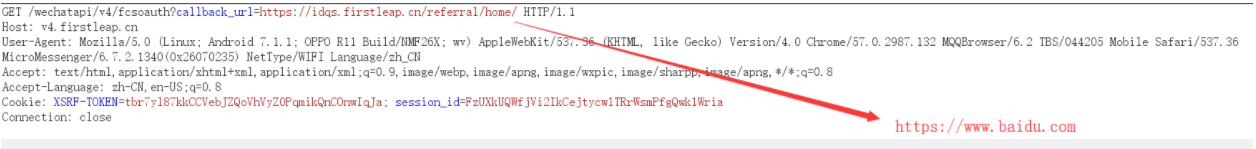 GET /wechatapi/v4/fcsoauth?callback_url=https://idqs.firstleap.cn/referral/home/ HTTP/1.1
Host: v4.firstleap.cn
User-Agent: Mozilla/5.0 (Linux; Android 7.1.1; OPPO R11 Build/NMF26X; wv) AppleWebKit/537.36 (KHTML, like Gecko) Version/4.0 Chrome/57.0.2987.132 MQQBrowser/6.2 TBS/044205 Mobile Safari/537.36
MicroMessenger/6.7.2.1340(0x26070235) NetType/WIFI Language/zh_CN
Accept: text/html,application/xhtml+xml,application/xml;q=0.9,image/webp,image/apng,image/wxpic,image/sharpp,image/apng,*/*;q=0.8
Accept-Language: zh-CN,en-US;q=0.8
Cookie: XSRF-TOKEN=tbr7yl87kkCCVebJZQoVhVyZOPqmikQnCOnwIqJa; session_id=FzUXkUQWfjVi2IkCejtycw1TRrWsmPfgQwk1Wria
Connection: close
https://www.baidu.com